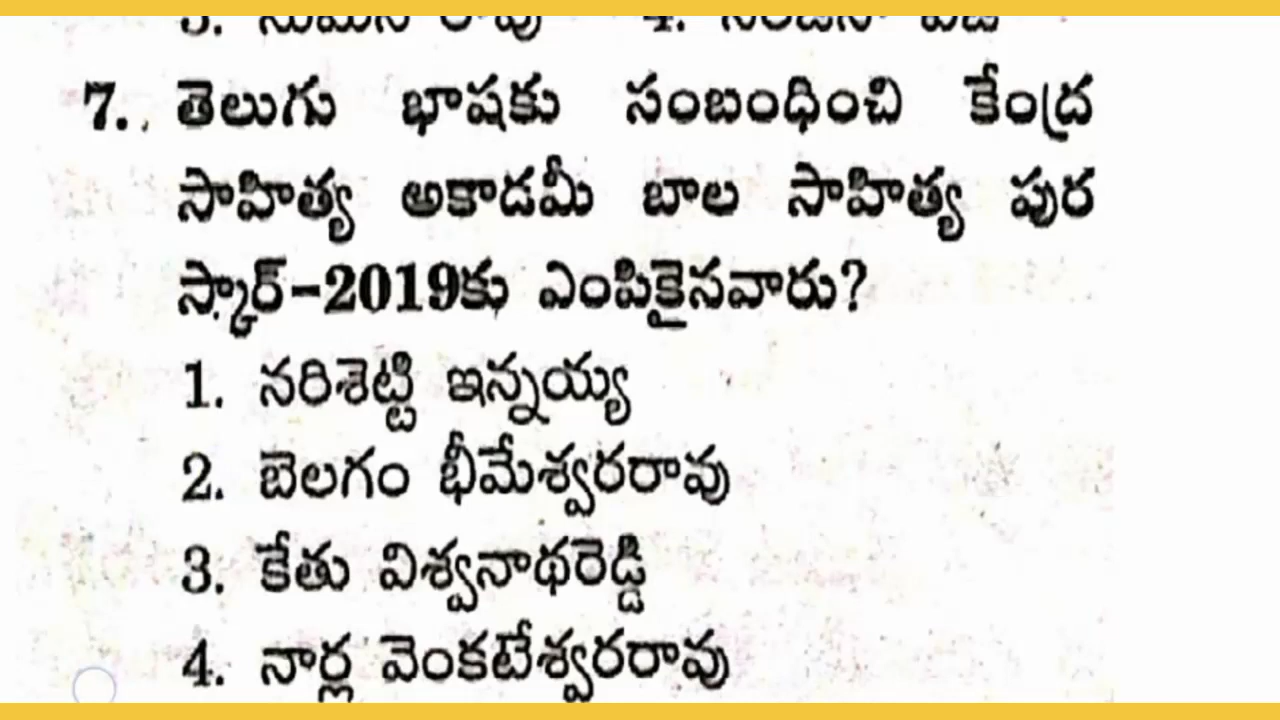 7. తెలుగు భాషకు సంబంధించి కేంద్ర
సాహిత్య అకాడమీ బాల సాహిత్య పుర
స్కార్-2019కు ఎంపికైనవారు?
1. నరిశెట్టి ఇన్నయ్య
2. బెలగం భీమేశ్వరరావు
3. కేతు విశ్వనాథరెడ్డి
4. నార్ల వెంకటేశ్వరరావు